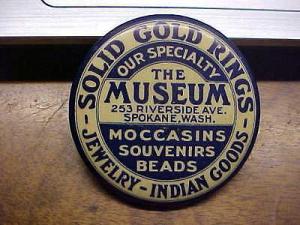 - SOLID GOLD RINGS -
OUR SPECIALTY
THE
MUSEUM
253 RIVERSIDE AVE.
SPOKANE, WASH.
MOCCASINS
SOUVENIRS
BEADS
JEWELRY - INDIAN GOODS